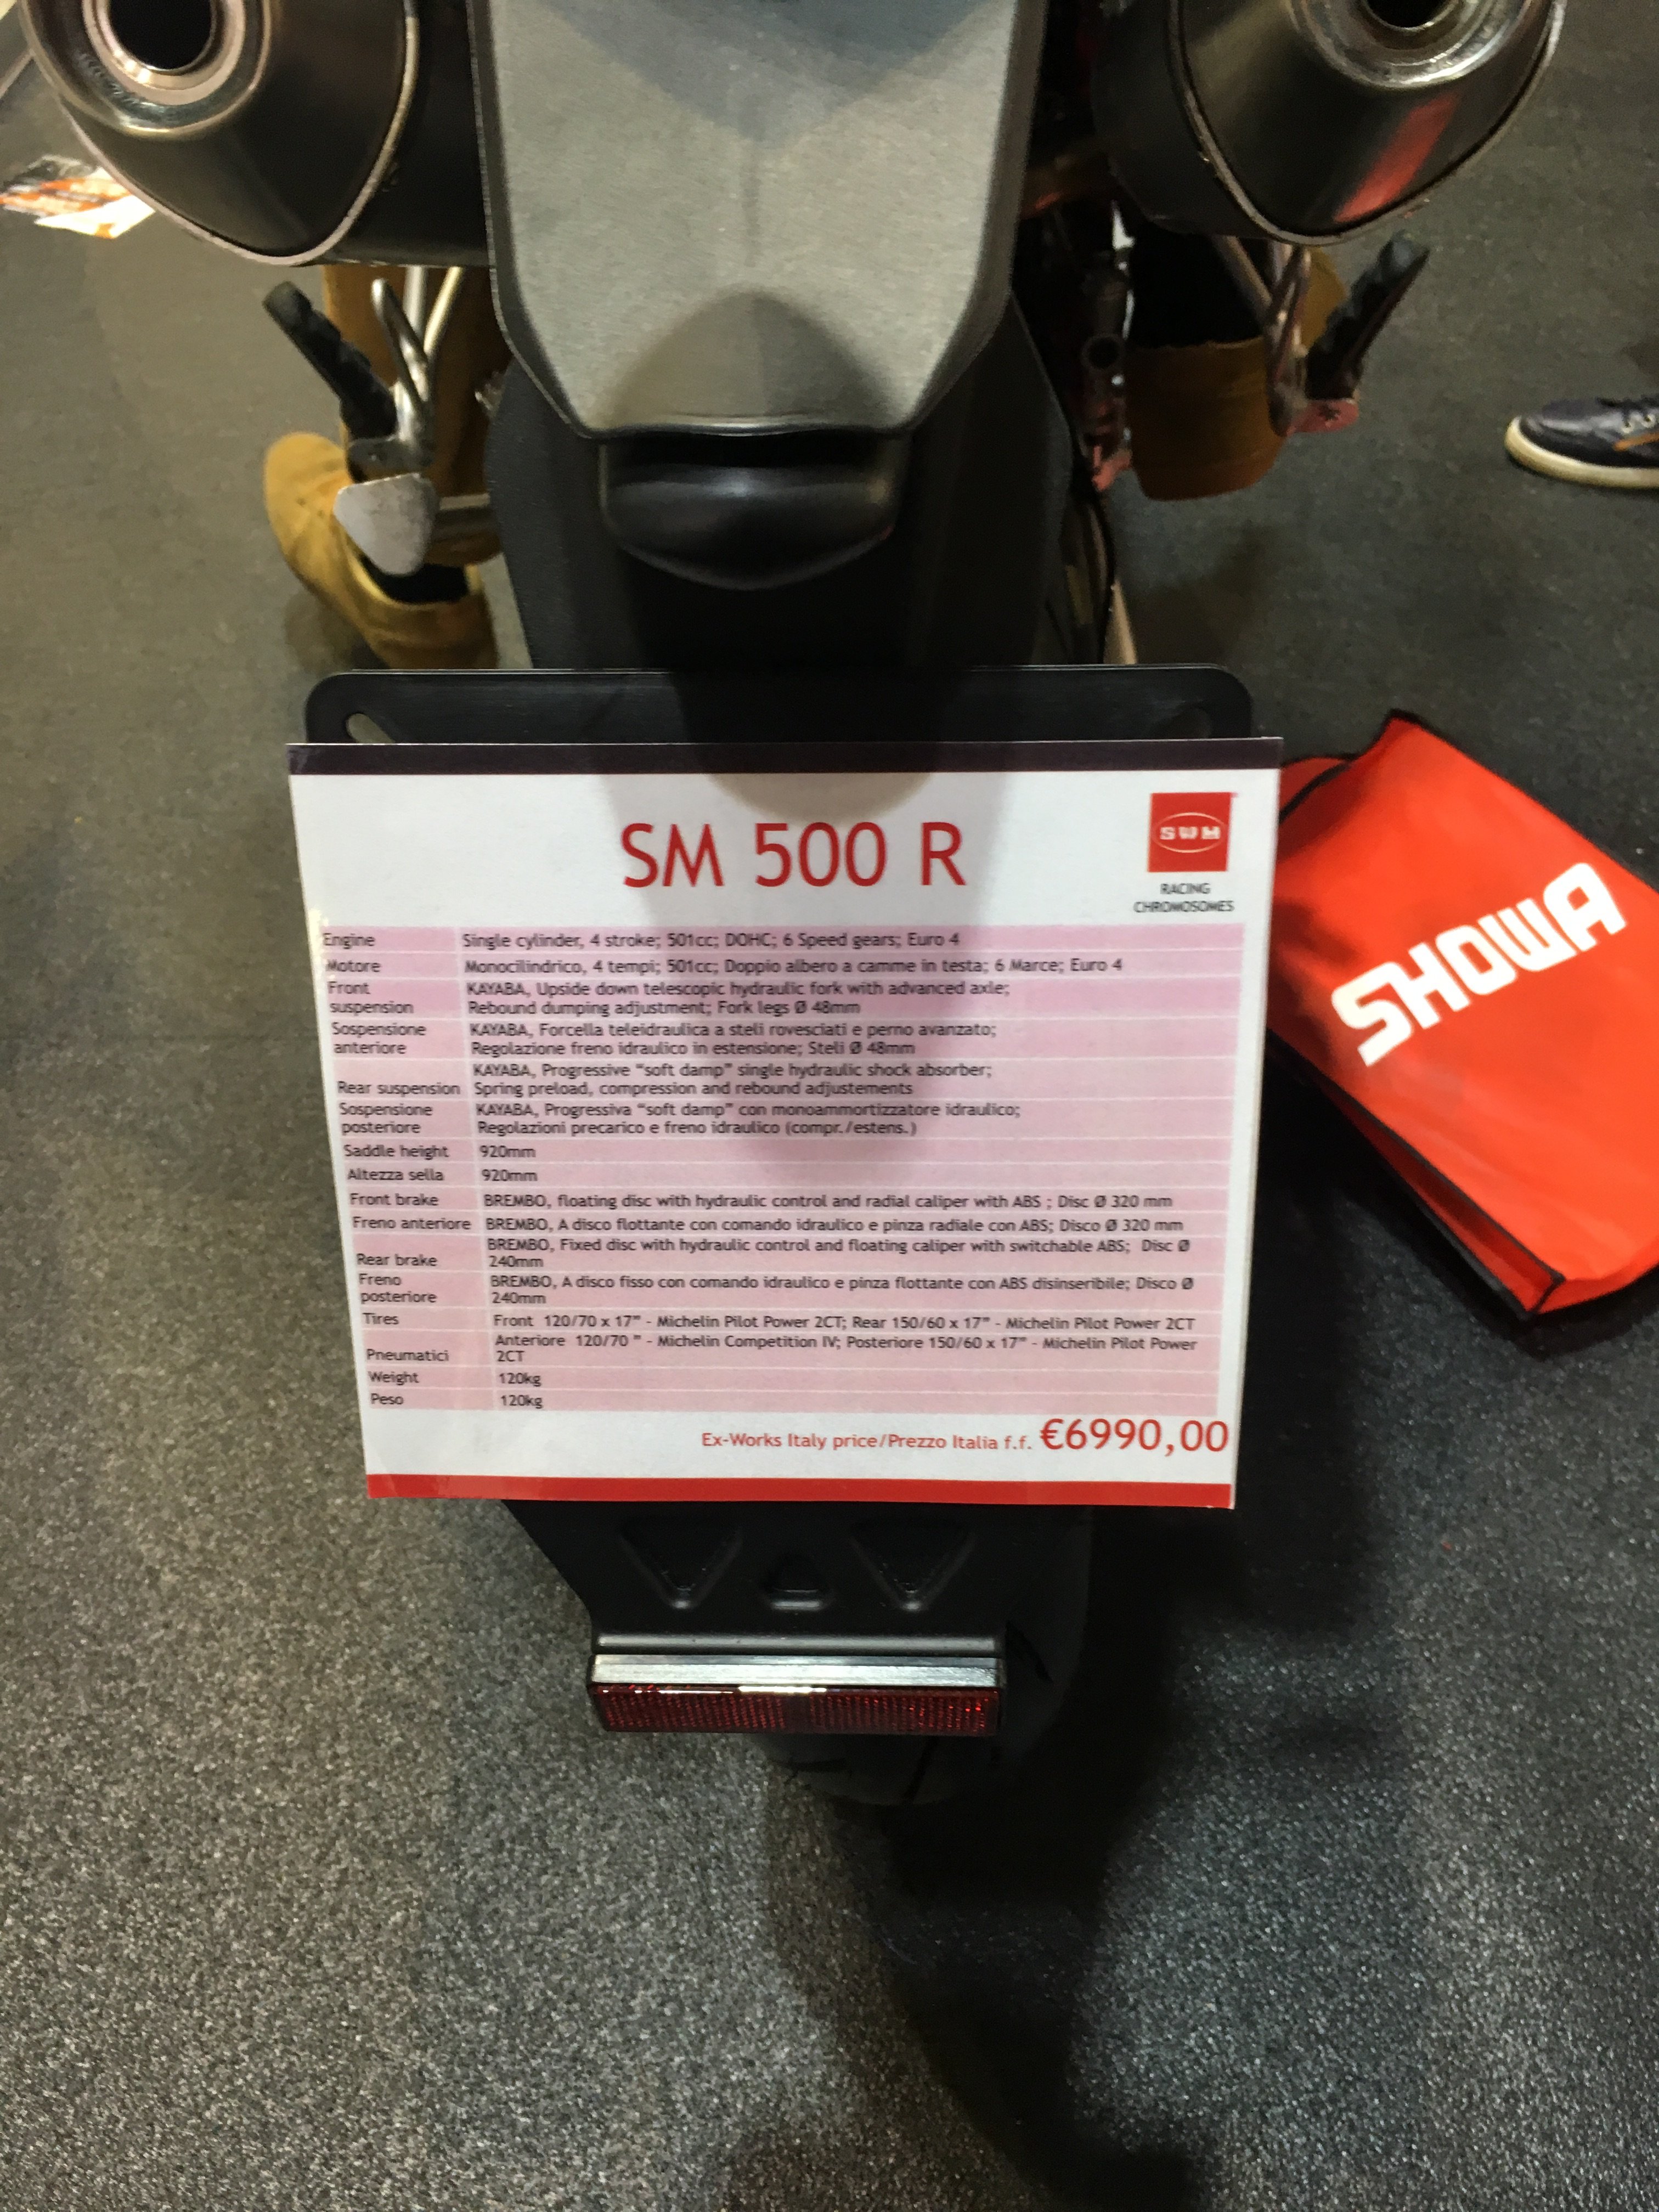 SM 500 R
SWM
RACING
CHROMOSOMES
Engine Single cylinder, 4 stroke; 501cc; DOHC; 6 Speed gears; Euro 4
Motore Monocilindrico, 4 tempi; 501cc; Doppio albero a camme in testa; 6 Marce; Euro 4
Front KAYABA, Upside down telescopic hydraulic fork with advanced axle;
suspension Rebound dumping adjustment; Fork legs Ø 48mm
Sospensione KAYABA, Forcella teleidraulica a steli rovesciati e perno avanzato;
anteriore Regolazione freno idraulico in estensione; Steli Ø 48mm
KAYABA, Progressive “soft damp” single hydraulic shock absorber;
Rear suspension Spring preload, compression and rebound adjustements
Sospensione KAYABA, Progressiva “soft damp” con monoammortizzatore idraulico;
posteriore Regolazioni precarico e freno idraulico (compr./estens.)
Saddle height 920mm
Altezza sella 920mm
Front brake BREMBO, floating disc with hydraulic control and radial caliper with ABS ; Disc Ø 320 mm
Freno anteriore BREMBO, A disco flottante con comando idraulico e pinza radiale con ABS; Disco Ø 320 mm
BREMBO, Fixed disc with hydraulic control and floating caliper with switchable ABS; Disc Ø
Rear brake 240mm
Freno BREMBO, A disco fisso con comando idraulico e pinza flottante con ABS disinseribile; Disco Ø
posteriore 240mm
Tires Front 120/70 x 17” - Michelin Pilot Power 2CT; Rear 150/60 x 17” - Michelin Pilot Power 2CT
Anteriore 120/70 ” - Michelin Competition IV; Posteriore 150/60 x 17” - Michelin Pilot Power
Pneumatici 2CT
Weight 120kg
Peso 120kg
Ex-Works Italy price/Prezzo Italia f.f. €6990,00
SHOWA